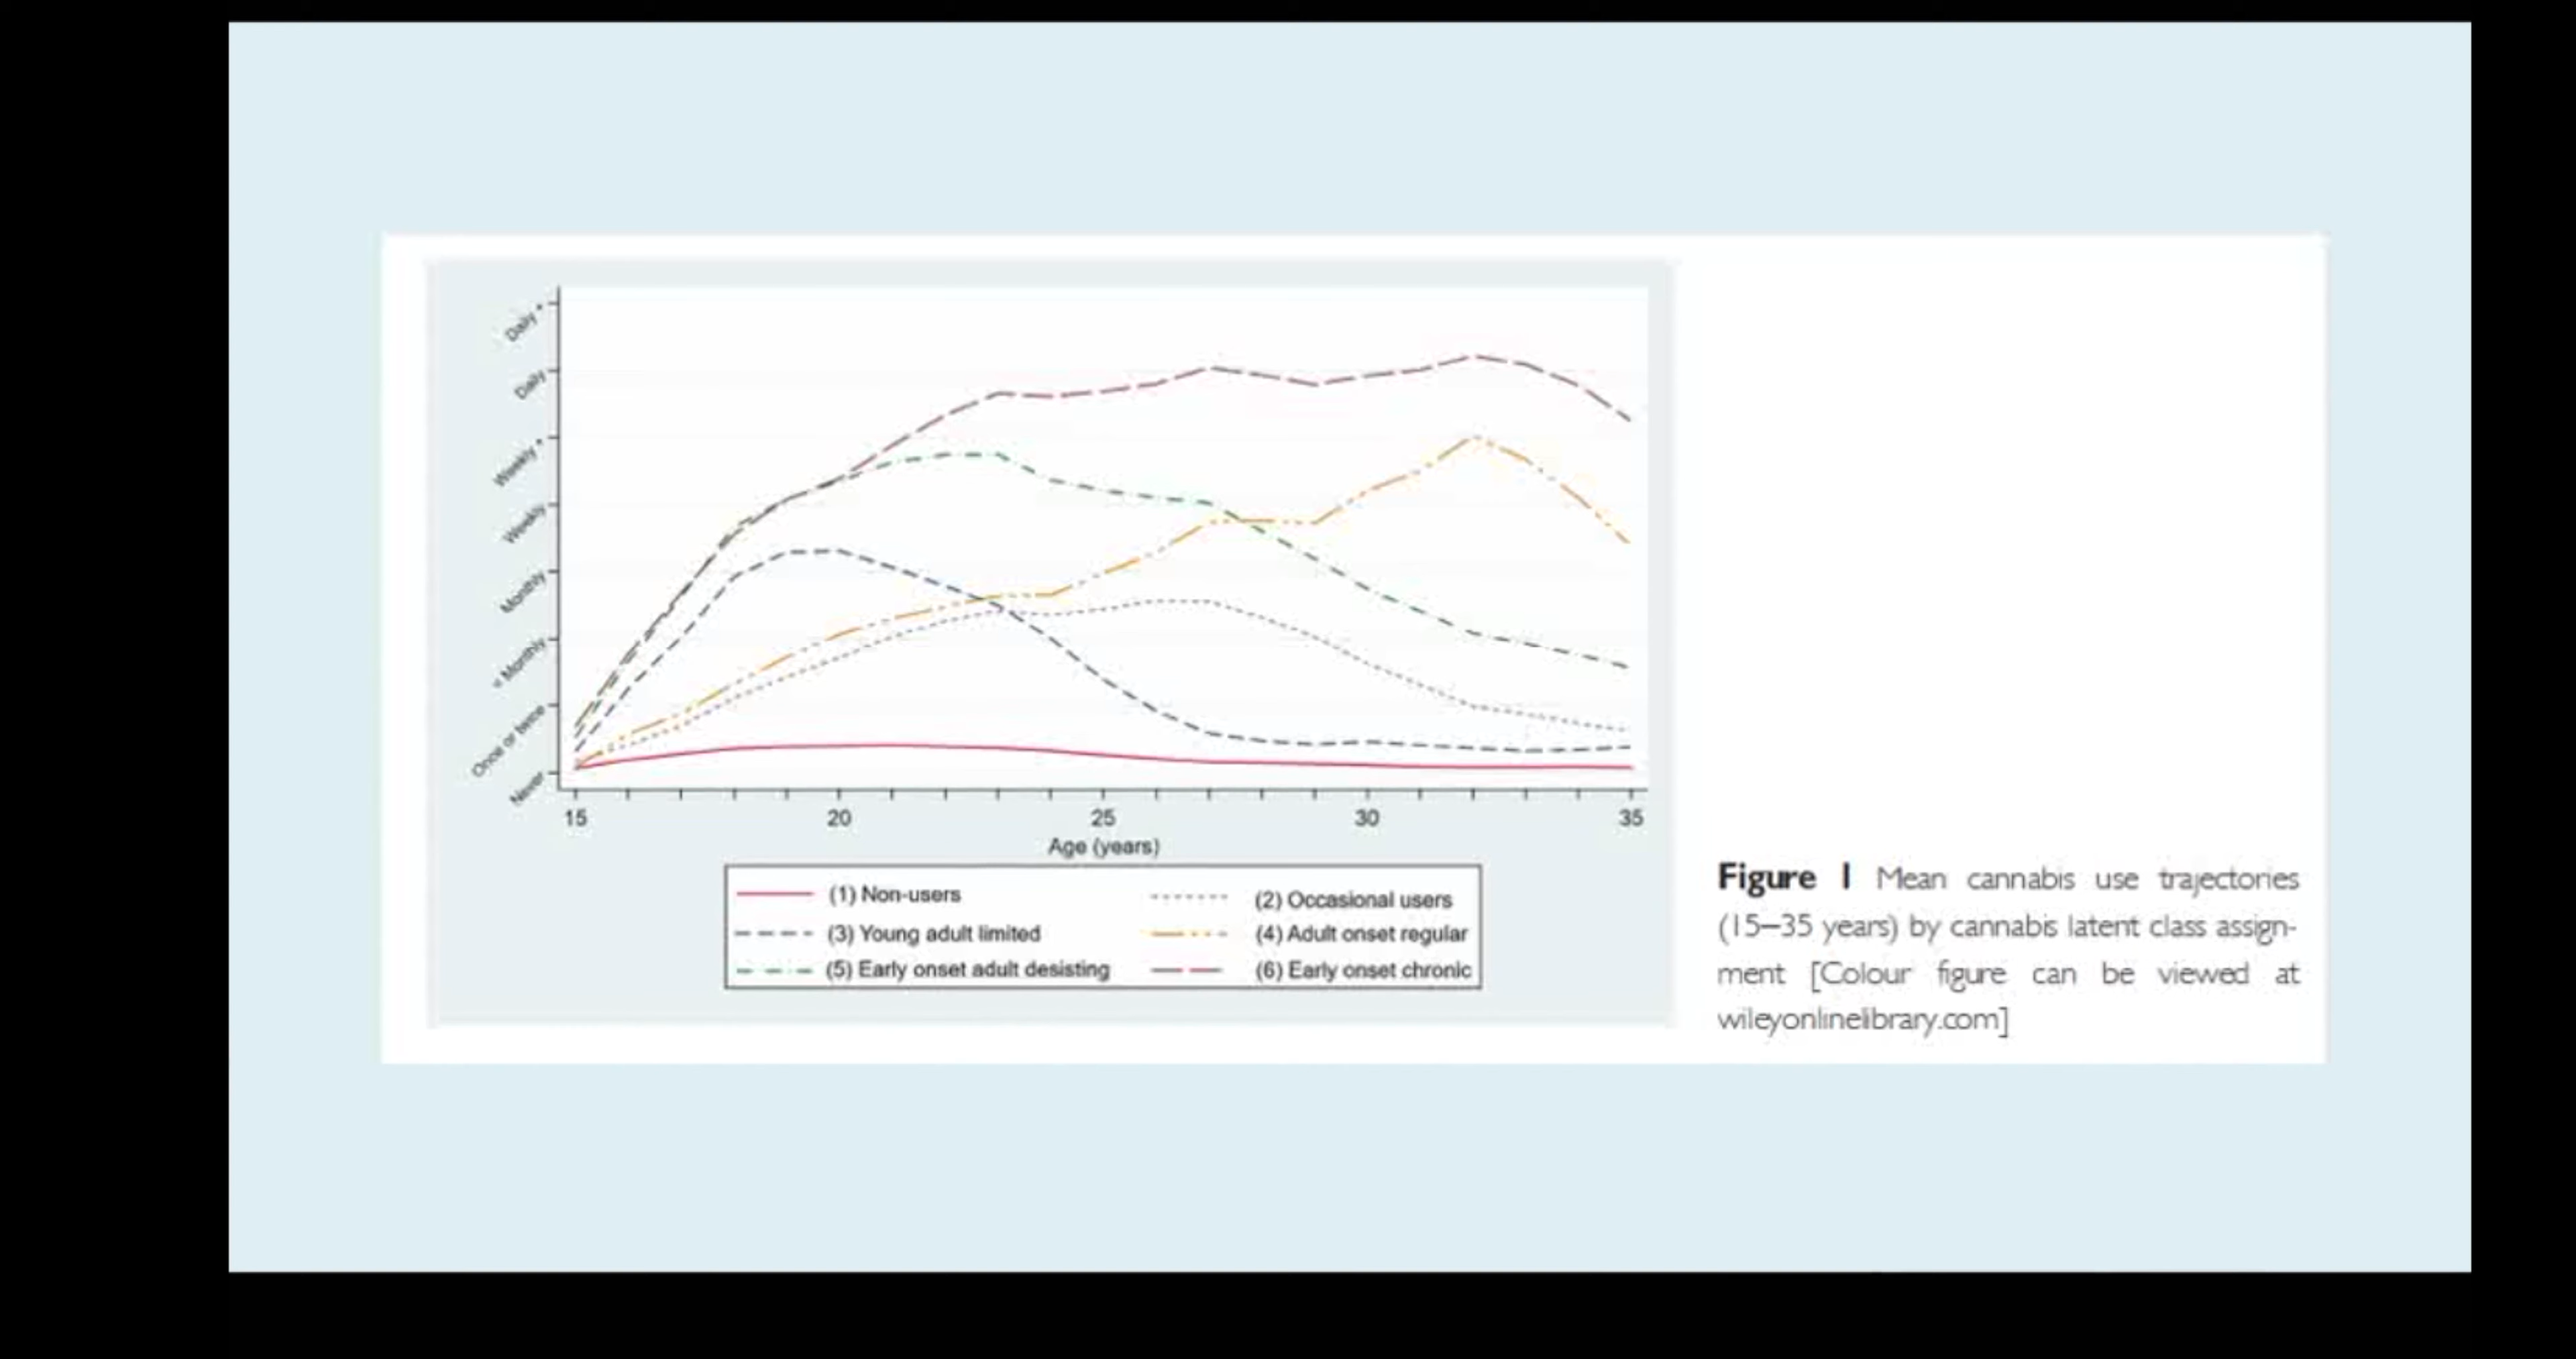 Daily +
Daily
Weekly +
Weekly
Monthly
< Monthly
Once or twice
Never
15 20 25 30 35
Age (years)
(1) Non-users (2) Occasional users
(3) Young adult limited (4) Adult onset regular
(5) Early onset adult desisting (6) Early onset chronic
Figure 1 Mean cannabis use trajectories
(15–35 years) by cannabis latent class assign-
ment [Colour figure can be viewed at
wileyonlinelibrary.com]